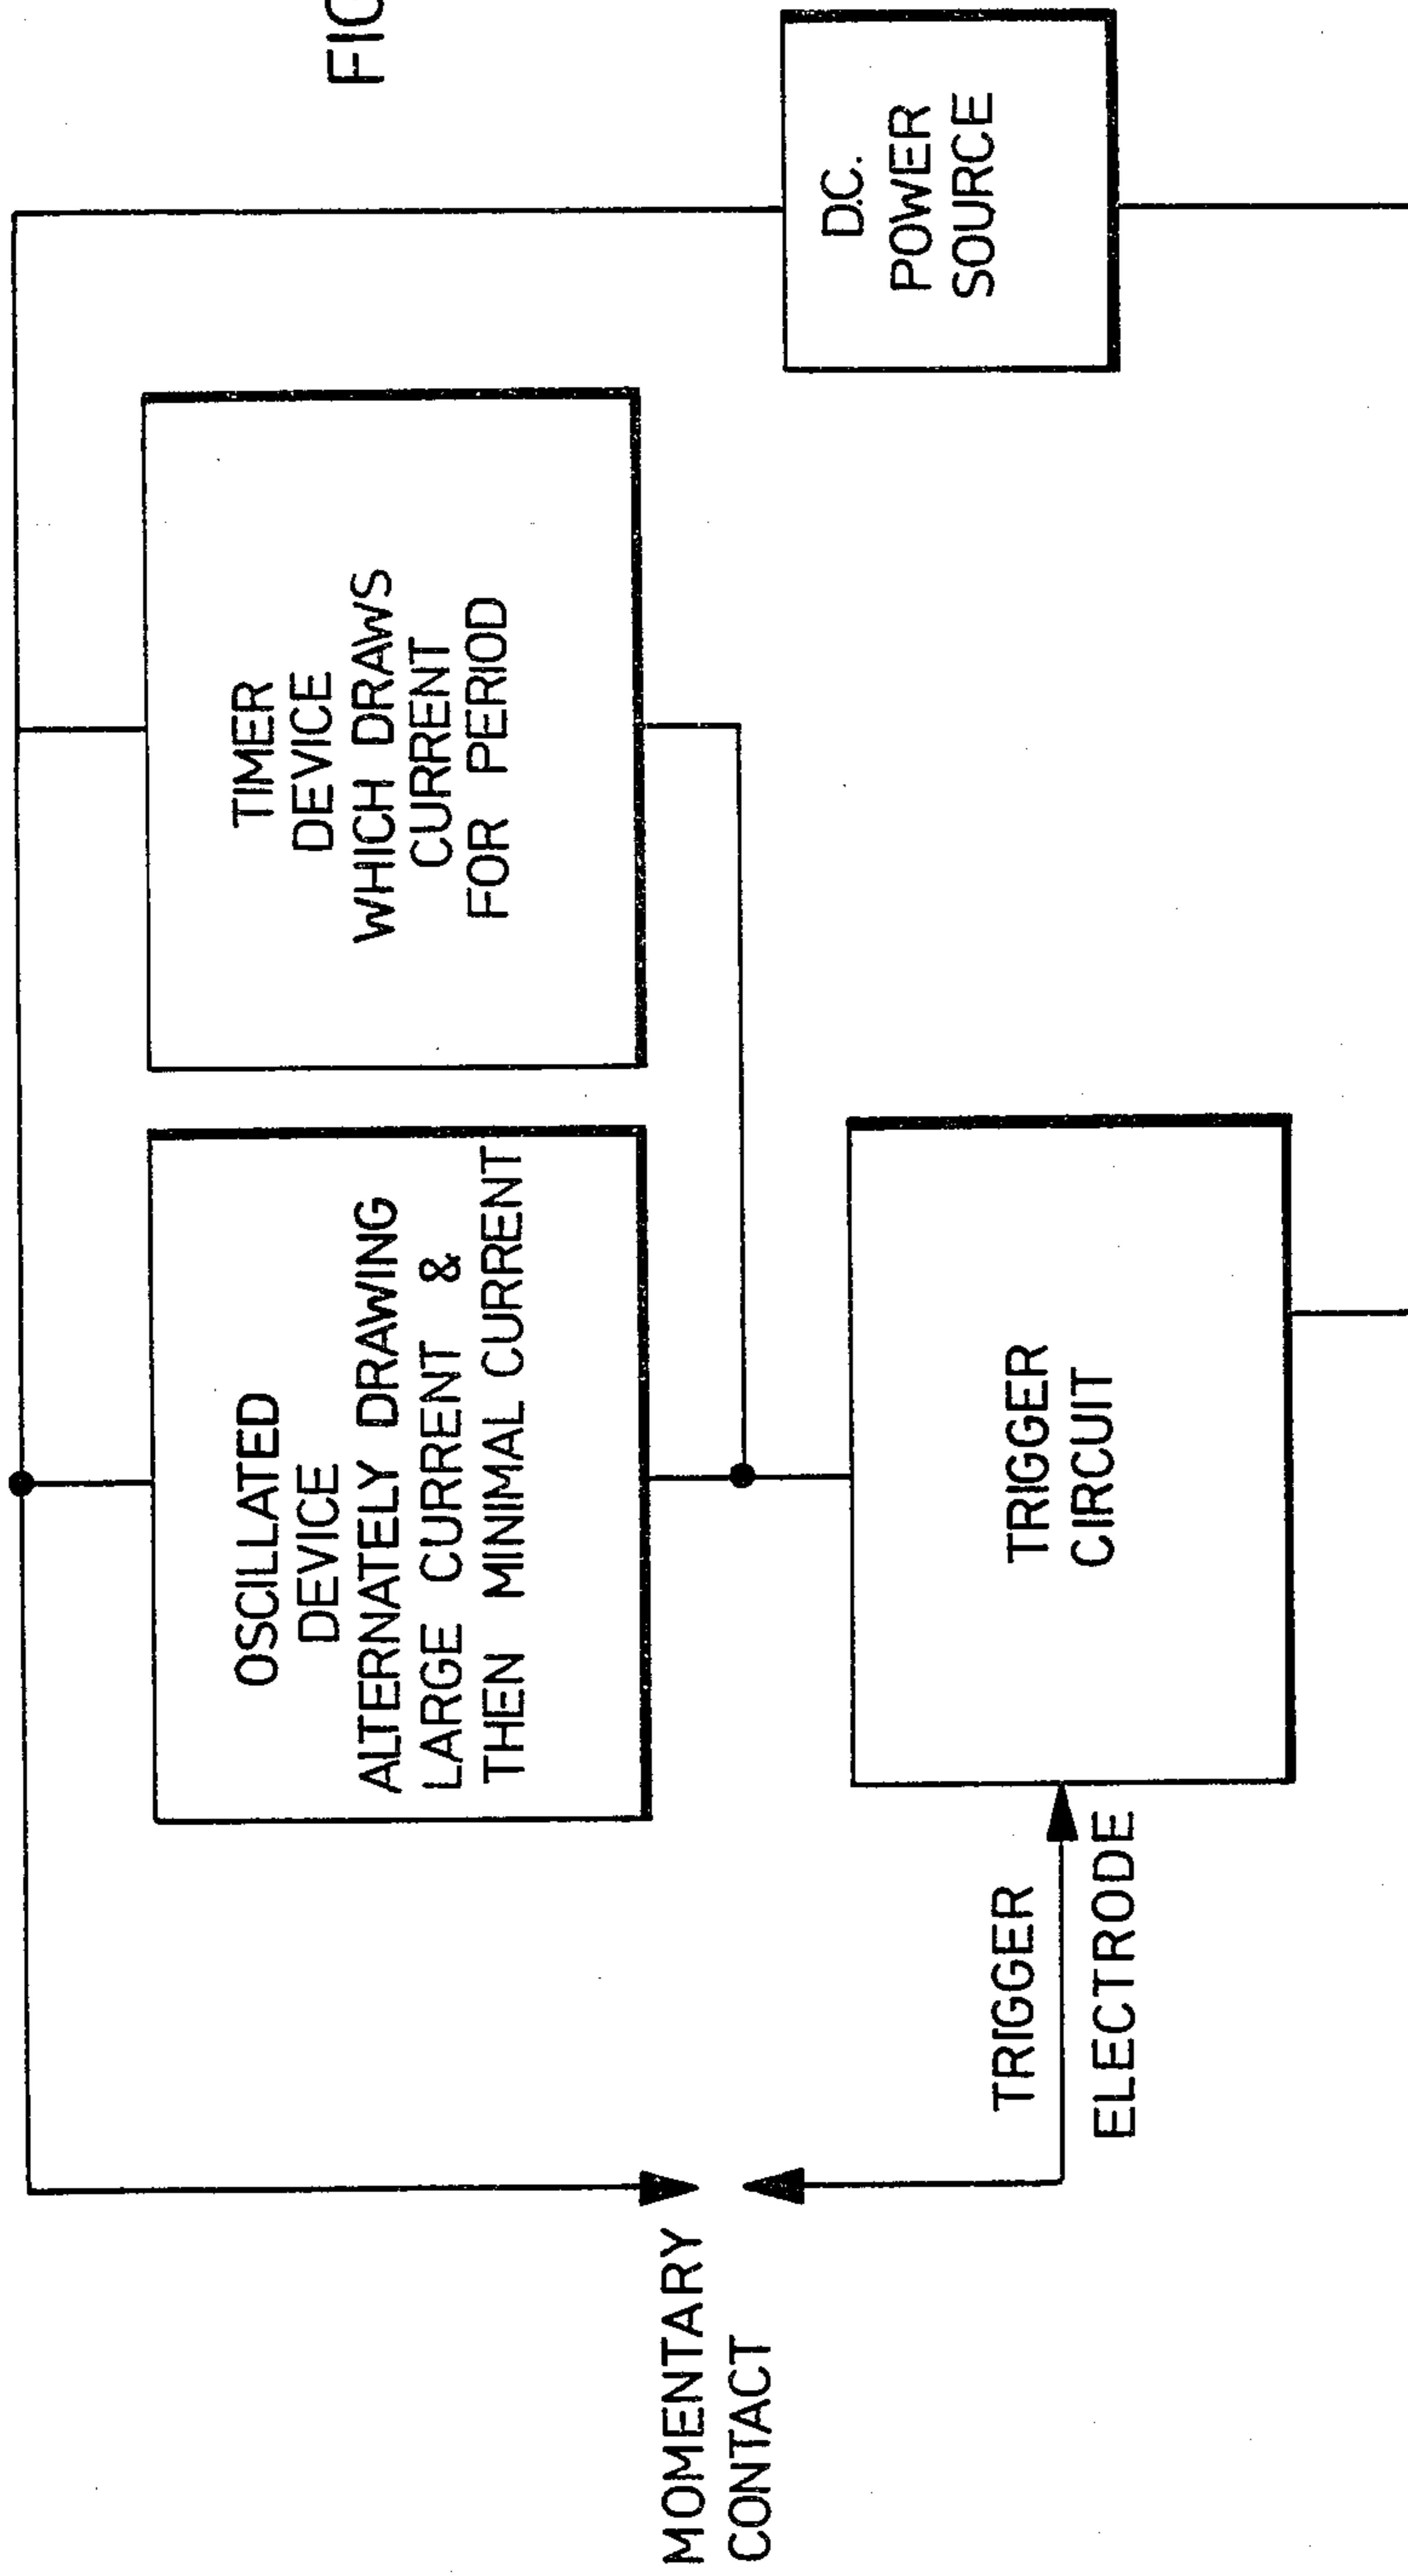 OSCILLATED
DEVICE
ALTERNATELY DRAWING
LARGE CURRENT &
THEN MINIMAL CURRENT
TIMER
DEVICE
WHICH DRAWS
CURRENT
FOR PERIOD
MOMENTARY
CONTACT
TRIGGER
ELECTRODE
TRIGGER
CIRCUIT
D.C.
POWER
SOURCE